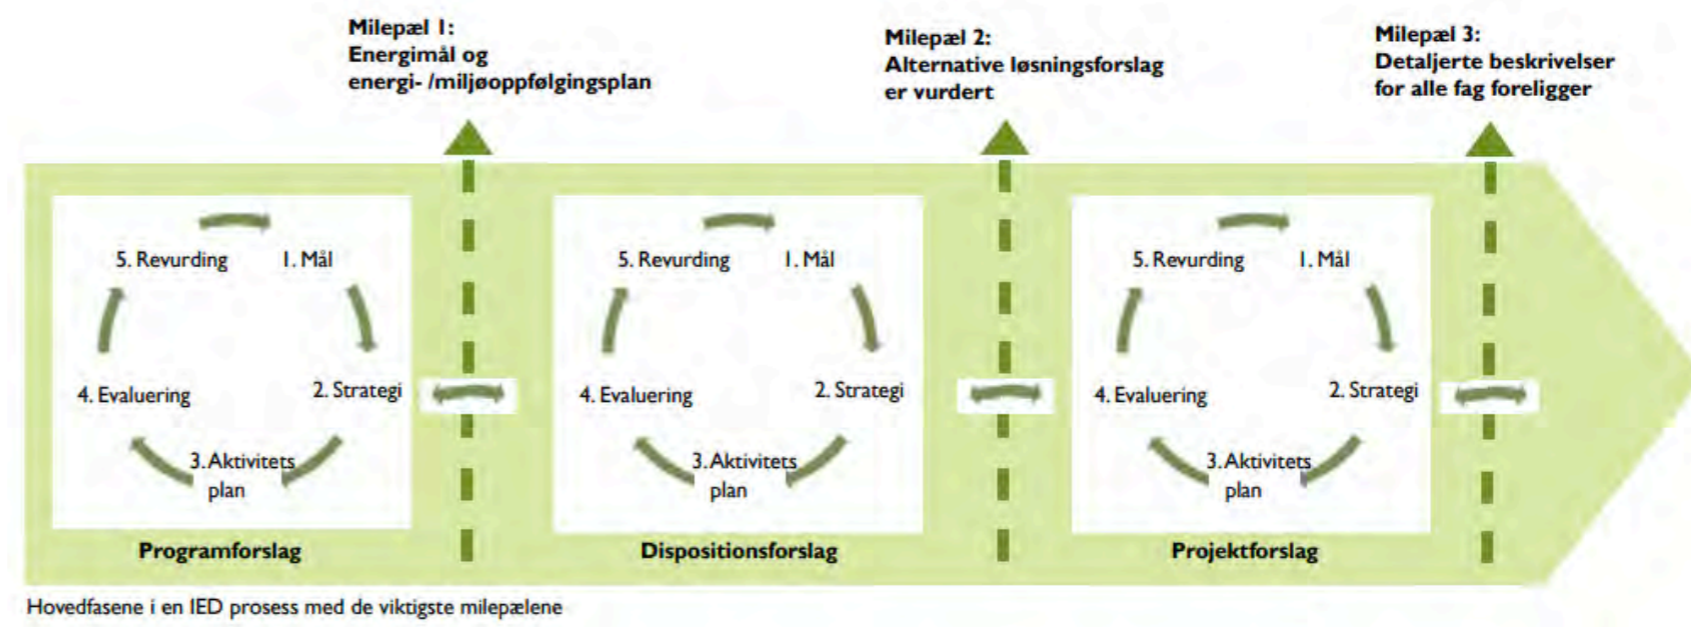 Milepæl 1:
Energimål og
energi- /miljøoppfølgingsplan
Milepæl 2:
Alternative løsningsforslag
er vurdert
Milepæl 3:
Detaljerte beskrivelser
for alle fag foreligger
5. Revurding
1. Mål
4. Evaluering
2. Strategi
3. Aktivitets
plan
Programforslag
5. Revurding
1. Mål
4. Evaluering
2. Strategi
3. Aktivitets
plan
Dispositionsforslag
5. Revurding
1. Mål
4. Evaluering
2. Strategi
3. Aktivitets
plan
Projektforslag
Hovedfasene i en IED prosess med de viktigste milepælene